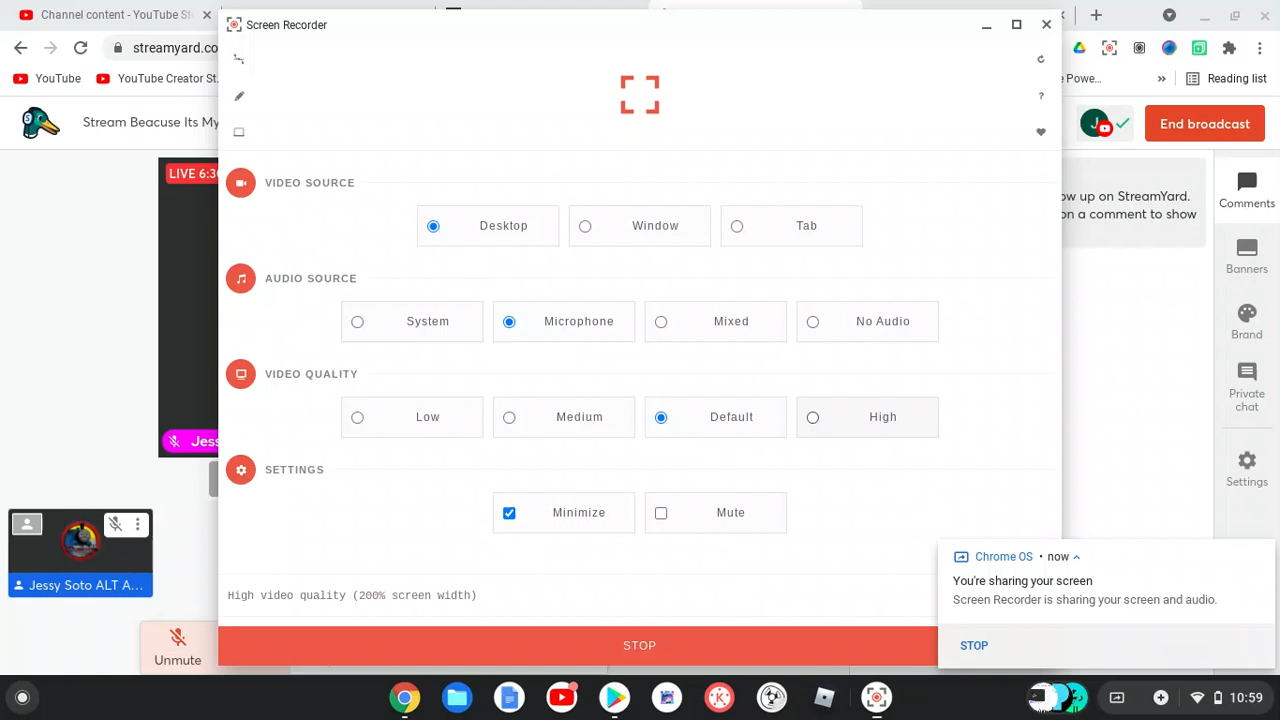 Channel content - YouTube St
Screen Recorder
streamyard.co
YouTube
YouTube Creator St
e Powe...
»
Reading list
Stream Beacuse Its My
J
End broadcast
LIVE 6:3
VIDEO SOURCE
Desktop
Window
Tab
ow up on StreamYard.
on a comment to show
Comments
AUDIO SOURCE
System
Microphone
Mixed
No Audio
Banners
Brand
VIDEO QUALITY
Low
Medium
Default
High
Private
chat
Jess
SETTINGS
Settings
Minimize
Mute
Jessy Soto ALT A...
High video quality (200% screen width)
Chrome OS • now
You're sharing your screen
Screen Recorder is sharing your screen and audio.
STOP
STOP
Unmute
10:59